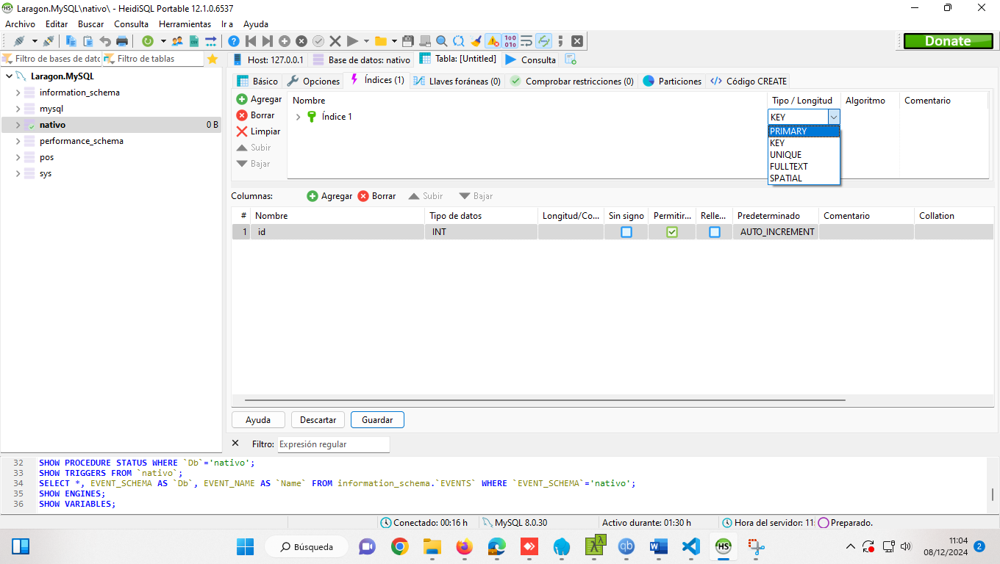 Laragon.MySQL\nativo\ - HeidiSQL Portable 12.1.0.6537
Archivo Editar Buscar Consulta Herramientas Ir a Ayuda
Donate
Filtro de bases de datc Filtro de tablas
Host: 127.0.0.1 Base de datos: nativo Tabla: [Untitled] Consulta
Laragon.MySQL
information_schema
mysql
nativo 0 B
performance_schema
pos
sys
Básico Opciones Índices (1) Llaves foráneas (0) Comprobar restricciones (0) Particiones Código CREATE
Agregar
Borrar
Limpiar
Subir
Bajar
Nombre Tipo / Longitud Algoritmo Comentario
Índice 1 KEY
PRIMARY
KEY
UNIQUE
FULLTEXT
SPATIAL
Columnas: Agregar Borrar Subir Bajar
# Nombre Tipo de datos Longitud/Co... Sin signo Permitir... Relle... Predeterminado Comentario Collation
1 id INT AUTO_INCREMENT
Ayuda Descartar Guardar
Filtro: Expresión regular
32 SHOW PROCEDURE STATUS WHERE `Db`='nativo';
33 SHOW TRIGGERS FROM `nativo`;
34 SELECT *, EVENT_SCHEMA AS `Db`, EVENT_NAME AS `Name` FROM information_schema.`EVENTS` WHERE `EVENT_SCHEMA`='nativo';
35 SHOW ENGINES;
36 SHOW VARIABLES;
Conectado: 00:16 h MySQL 8.0.30 Activo durante: 01:30 h Hora del servidor: 11: Preparado.
Búsqueda
11:04
08/12/2024
2